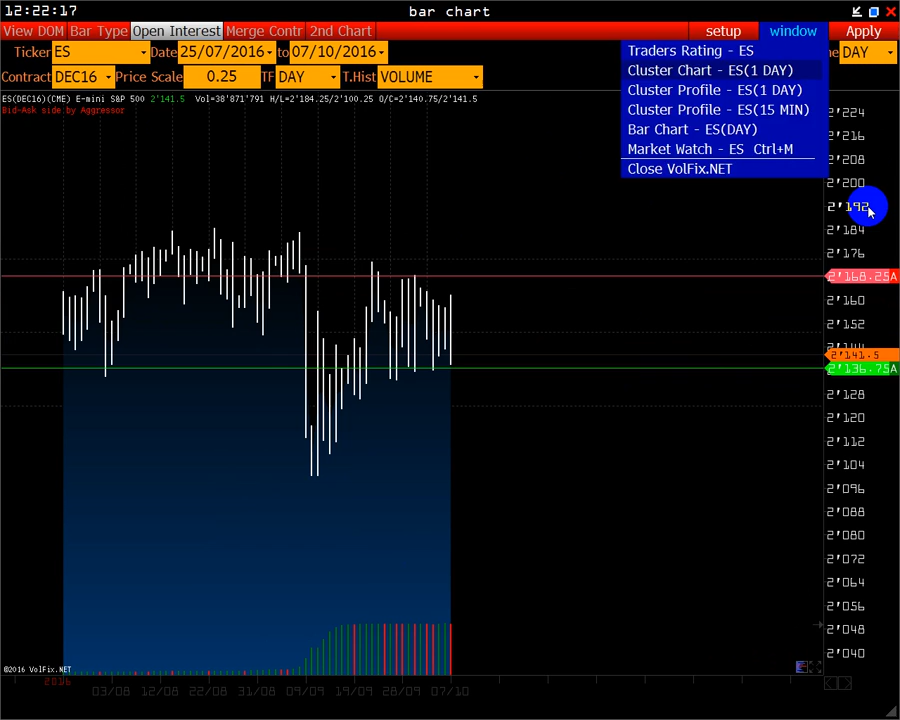 12:22:17 bar chart
View DOM Bar Type Open Interest Merge Contr 2nd Chart setup window Apply
Ticker ES Date 25/07/2016 to 07/10/2016 DAY
Contract DEC16 Price Scale 0.25 TF DAY T.Hist VOLUME
Traders Rating - ES
Cluster Chart - ES(1 DAY)
Cluster Profile - ES(1 DAY)
Cluster Profile - ES(15 MIN)
Bar Chart - ES(DAY)
Market Watch - ES Ctrl+M
Close VolFix.NET
ES(DEC16)(CME) E-mini S&P 500 2'141.5 Vol=38'871'791 H/L=2'184.25/2'100.25 O/C=2'140.75/2'141.5
Bid-Ask side by Aggressor
2'224
2'216
2'208
2'200
2'192
2'184
2'176
2'168.25A
2'160
2'152
2'144
2'141.5
2'136.75A
2'128
2'120
2'112
2'104
2'096
2'088
2'080
2'072
2'064
2'056
2'048
2'040
©2016 VolFix.NET
2016
03/08 12/08 22/08 31/08 09/09 19/09 28/09 07/10